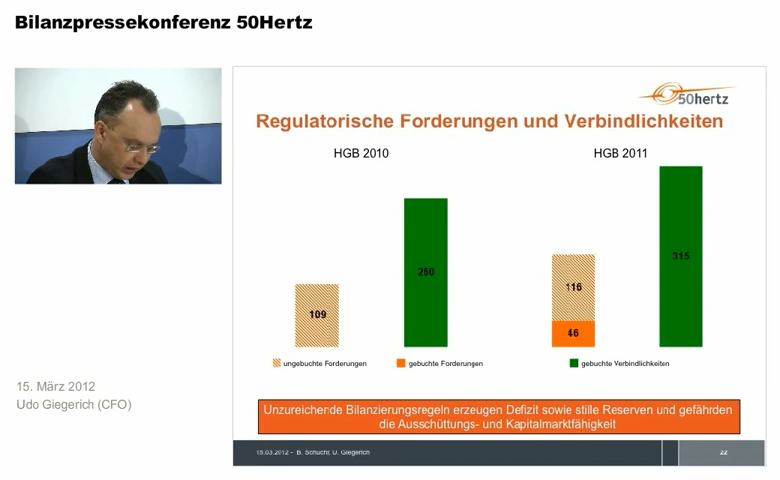 Bilanzpressekonferenz 50Hertz
50hertz
Regulatorische Forderungen und Verbindlichkeiten
HGB 2010
HGB 2011
109
260
116
46
315
ungebuchte Forderungen
gebuchte Forderungen
gebuchte Verbindlichkeiten
15. März 2012
Udo Giegerich (CFO)
Unzureichende Bilanzierungsregeln erzeugen Defizit sowie stille Reserven und gefährden
die Ausschüttungs- und Kapitalmarktfähigkeit
15.03.2012 - B. Schucht, U. Giegerich
22